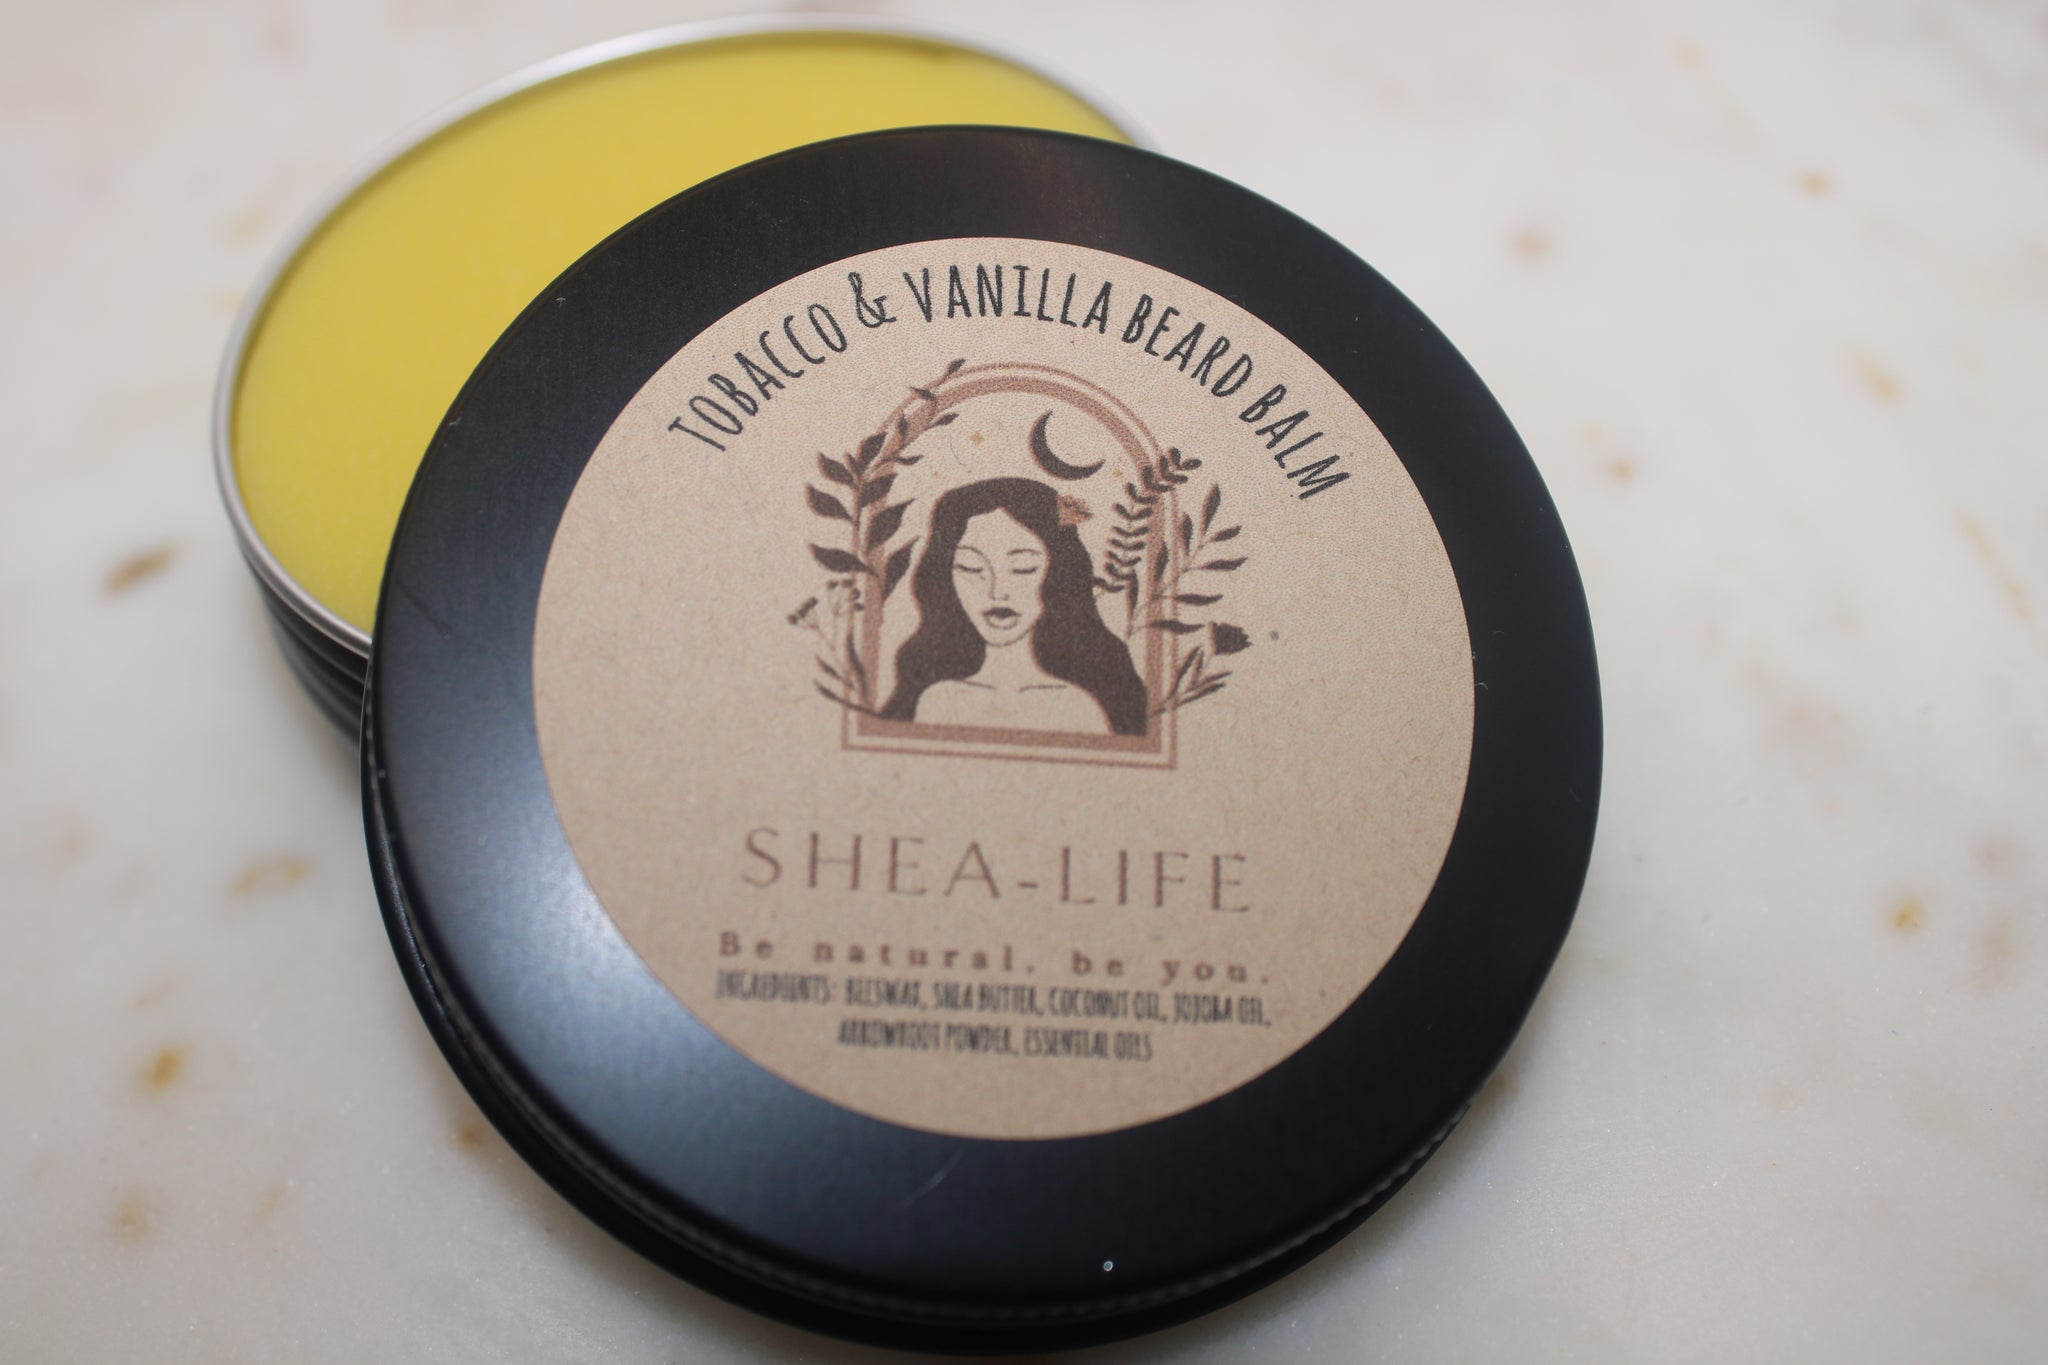 TOBACCO & VANILLA BEARD BALM
SHEA-LIFE
Be natural, be you.
INGREDIENTS: BEESWAX, SHEA BUTTER, COCONUT OIL, JOJOBA OIL,
ARROWROOT POWDER, ESSENTIAL OILS